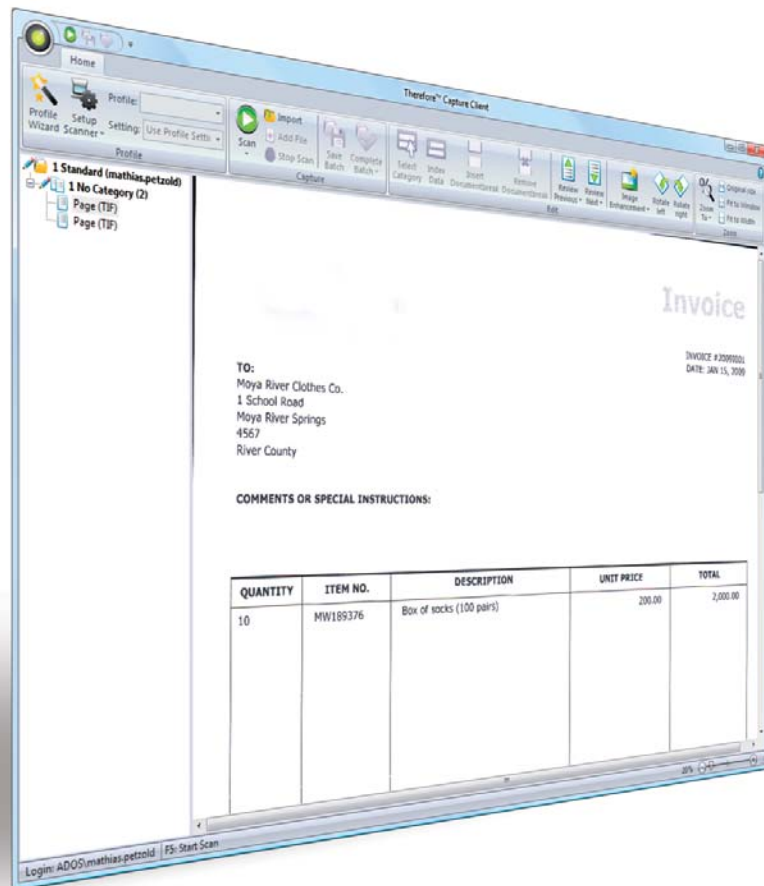 Therefore™ Capture Client
Home
Profile:
Setting: Use Profile Setti
Profile Wizard
Setup Scanner
Profile
Scan
Import
Add File
Stop Scan
Save Batch
Complete Batch
Capture
Select Category
Index Data
Insert
Remove
Review Previous
Review Next
Image Enhancement
Rotate left
Rotate right
Edit
Zoom To
Original size
Fit to Window
Fit to Width
Zoom
1 Standard (mathias.petzold)
1 No Category (2)
Page (TIF)
Page (TIF)
Invoice
DATE: JAN 15, 2009
TO:
Moya River Clothes Co.
1 School Road
Moya River Springs
4567
River County
COMMENTS OR SPECIAL INSTRUCTIONS:
QUANTITY ITEM NO. DESCRIPTION UNIT PRICE TOTAL
10 MW189376 Box of socks (100 pairs) 200.00 2,000.00
Login: ADOS\mathias.petzold F5: Start Scan